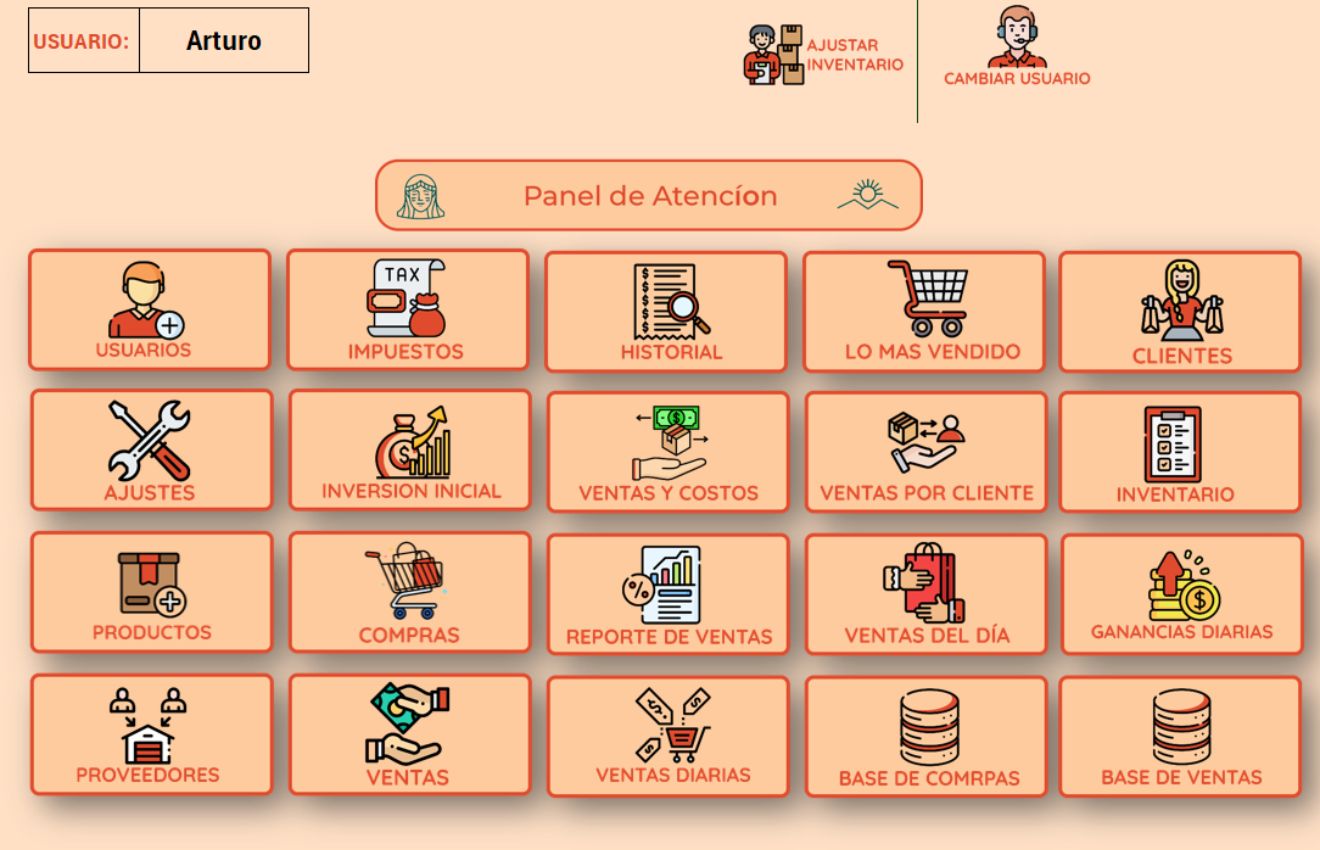 USUARIO: Arturo
AJUSTAR
INVENTARIO
CAMBIAR USUARIO
Panel de Atencíon
TAX
USUARIOS
IMPUESTOS
HISTORIAL
LO MAS VENDIDO
CLIENTES
AJUSTES
INVERSION INICIAL
VENTAS Y COSTOS
VENTAS POR CLIENTE
INVENTARIO
PRODUCTOS
COMPRAS
REPORTE DE VENTAS
VENTAS DEL DÍA
GANANCIAS DIARIAS
PROVEEDORES
VENTAS
VENTAS DIARIAS
BASE DE COMRPAS
BASE DE VENTAS